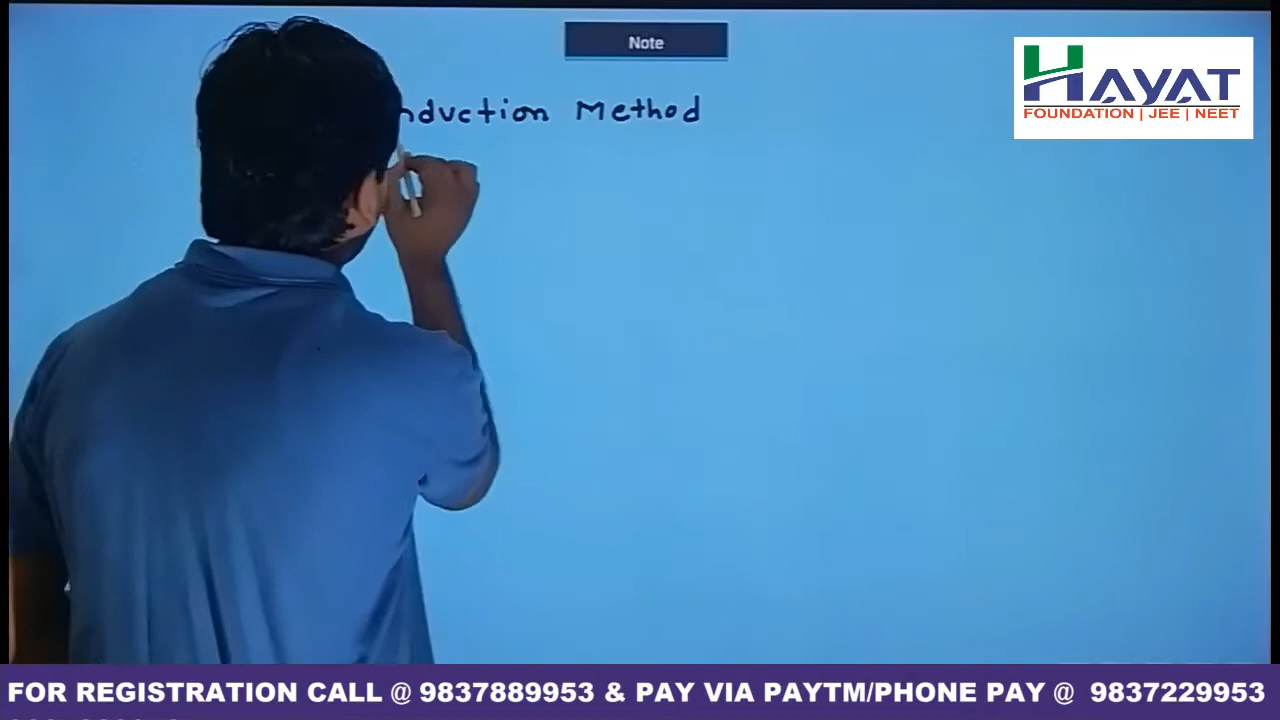 Note
nduction Method
HAYAT
FOUNDATION | JEE | NEET
FOR REGISTRATION CALL @ 9837889953 & PAY VIA PAYTM/PHONE PAY @ 9837229953